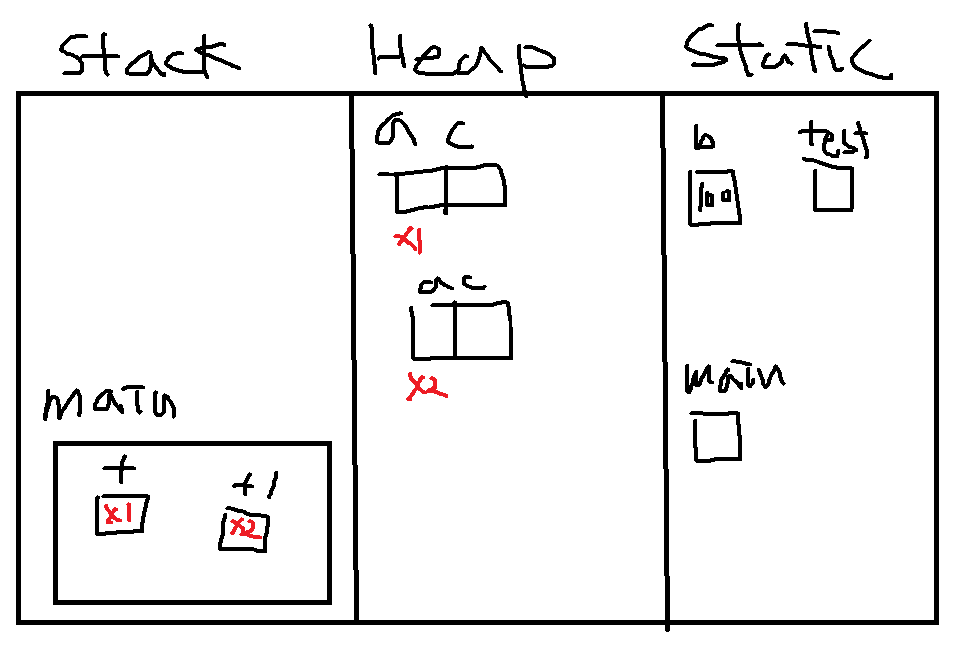 Stack Heap Static
a c
b test
100
x1
a c
x2
main
main
t t1
x1 x2